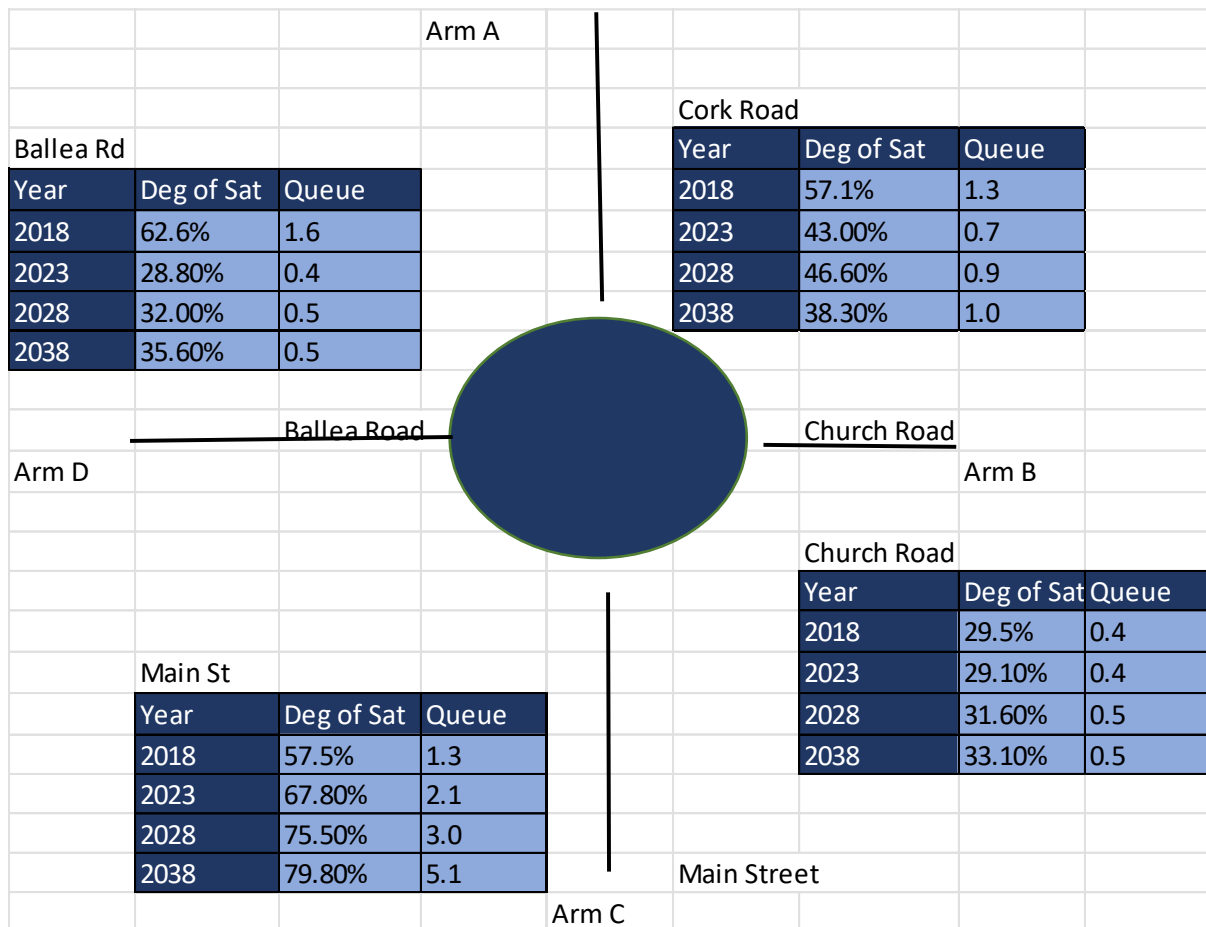 Arm A
Cork Road
Year Deg of Sat Queue
2018 57.1% 1.3
2023 43.00% 0.7
2028 46.60% 0.9
2038 38.30% 1.0
Ballea Rd
Year Deg of Sat Queue
2018 62.6% 1.6
2023 28.80% 0.4
2028 32.00% 0.5
2038 35.60% 0.5
Ballea Road
Church Road
Arm D
Arm B
Church Road
Year Deg of Sat Queue
2018 29.5% 0.4
2023 29.10% 0.4
2028 31.60% 0.5
2038 33.10% 0.5
Main St
Year Deg of Sat Queue
2018 57.5% 1.3
2023 67.80% 2.1
2028 75.50% 3.0
2038 79.80% 5.1
Main Street
Arm C